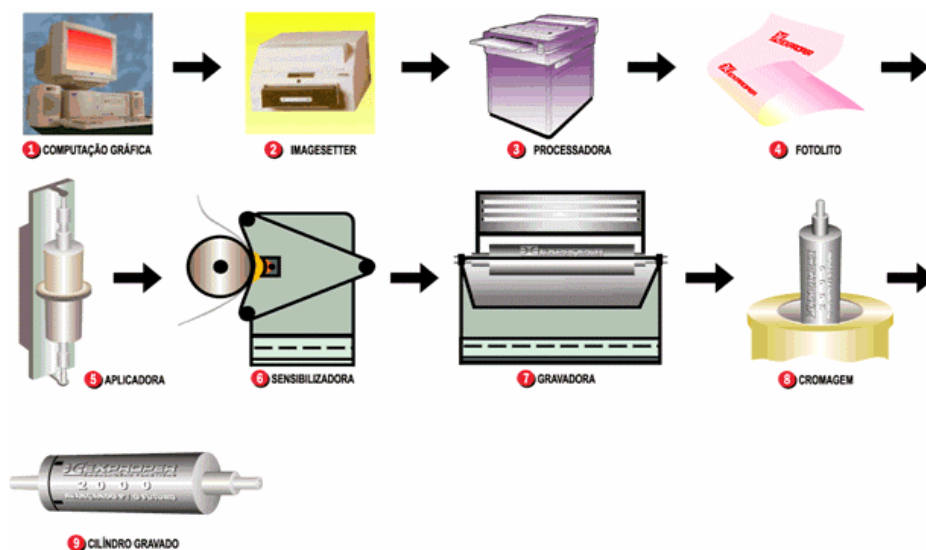 1 COMPUTAÇÃO GRÁFICA
2 IMAGESETTER
3 PROCESSADORA
4 FOTOLITO
5 APLICADORA
6 SENSIBILIZADORA
7 GRAVADORA
8 CROMAGEM
2000
9 CILÍNDRO GRAVADO